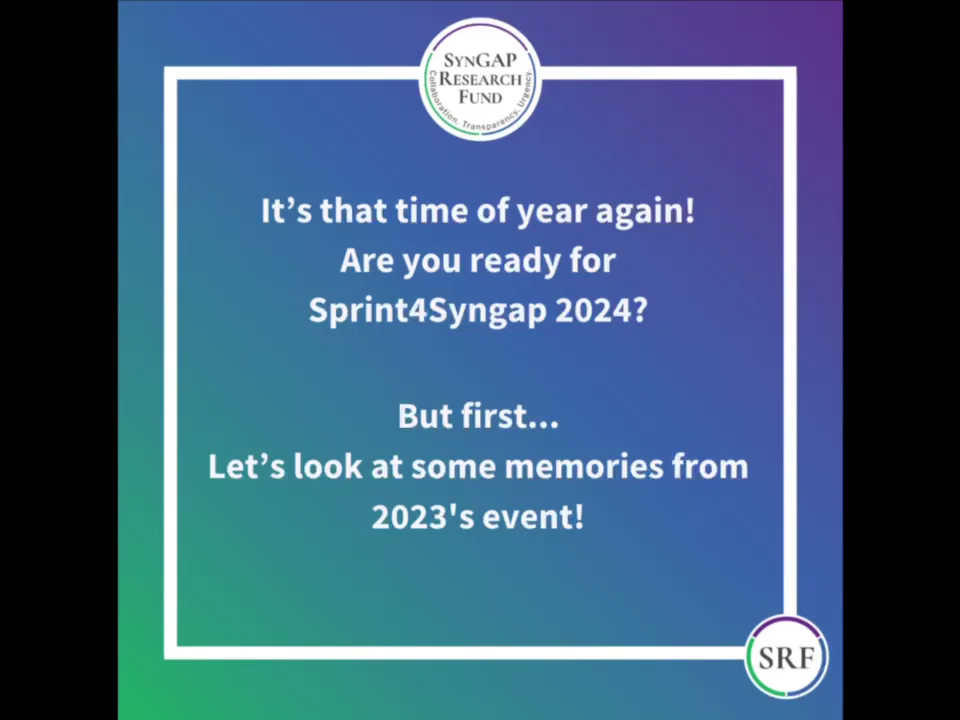 SynGAP
Research
Fund
Collaboration. Transparency. Urgency.
It’s that time of year again!
Are you ready for
Sprint4Syngap 2024?
But first...
Let’s look at some memories from
2023's event!
SRF